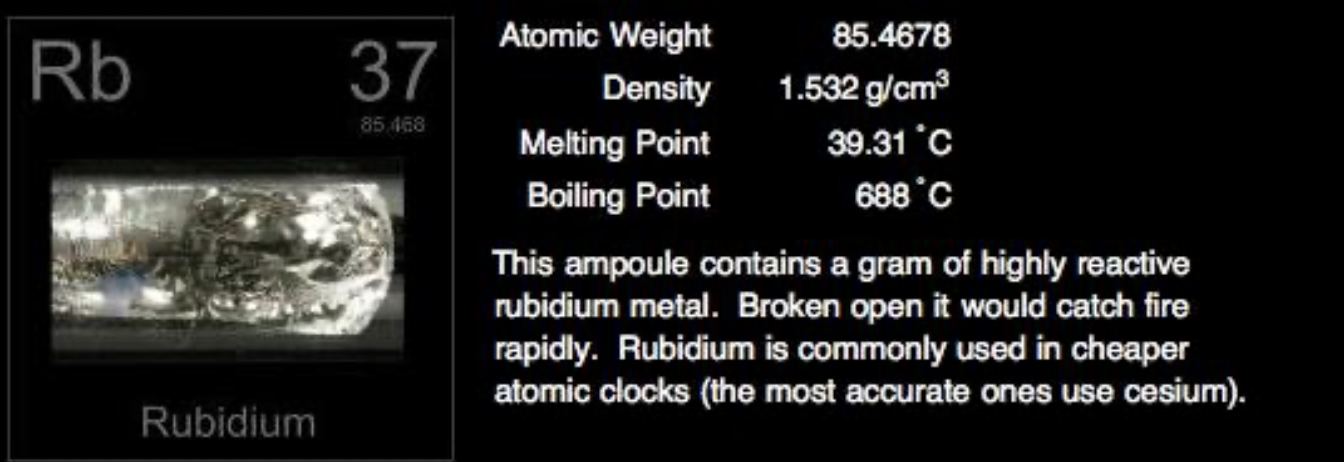 Rb 37
85.468
Rubidium
Atomic Weight 85.4678
Density 1.532 g/cm³
Melting Point 39.31 °C
Boiling Point 688 °C
This ampoule contains a gram of highly reactive
rubidium metal.  Broken open it would catch fire
rapidly.  Rubidium is commonly used in cheaper
atomic clocks (the most accurate ones use cesium).